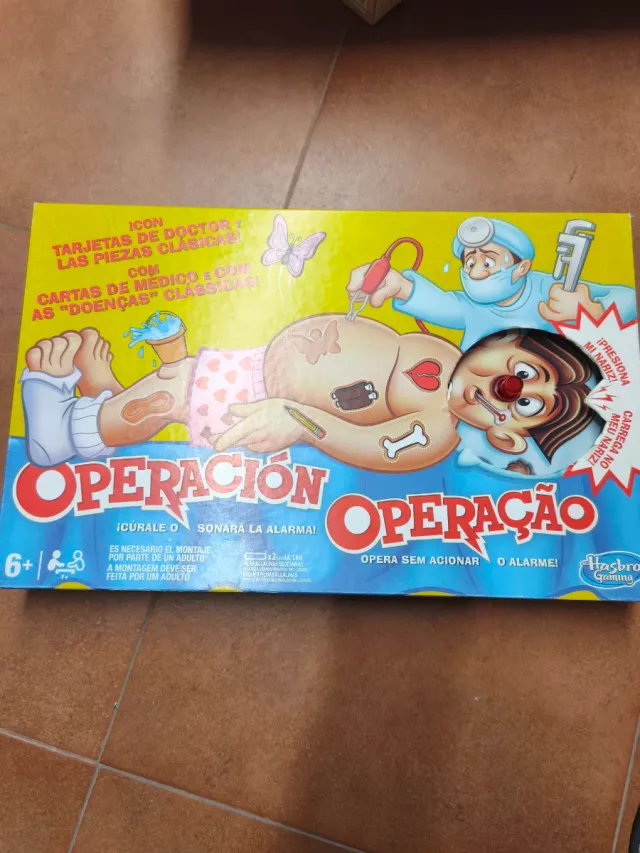 ¡CON
TARJETAS DE DOCTOR Y
LAS PIEZAS CLÁSICAS!
COM
CARTAS DE MÉDICO E COM
AS "DOENÇAS" CLÁSSICAS!
¡PRESIONA
MI NARIZ!
CARREGA NO
MEU NARIZ!
OPERACIÓN
¡CÚRALE O SONARÁ LA ALARMA!
OPERAÇÃO
OPERA SEM ACIONAR O ALARME!
6+
1+
ES NECESARIO EL MONTAJE
POR PARTE DE UN ADULTO
A MONTAGEM DEVE SER
FEITA POR UM ADULTO
Hasbro
Gaming